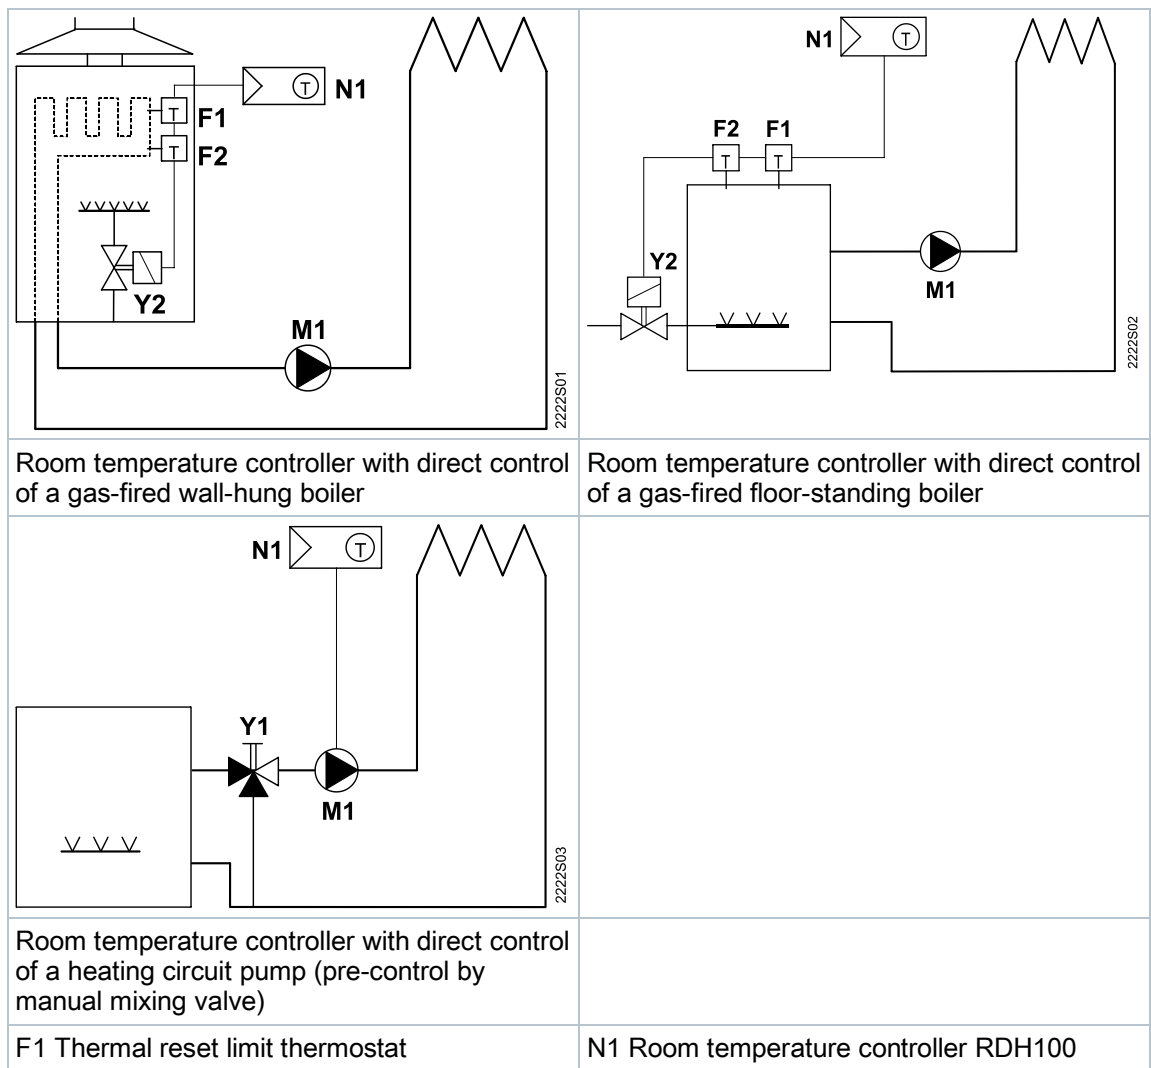 N1
T
T
F1
T
F2
Y2
M1
2222S01
N1
T
F2
F1
T
T
Y2
M1
2222S02
Room temperature controller with direct control
of a gas-fired wall-hung boiler
Room temperature controller with direct control
of a gas-fired floor-standing boiler
N1
T
Y1
M1
2222S03
Room temperature controller with direct control
of a heating circuit pump (pre-control by
manual mixing valve)
F1 Thermal reset limit thermostat
N1 Room temperature controller RDH100